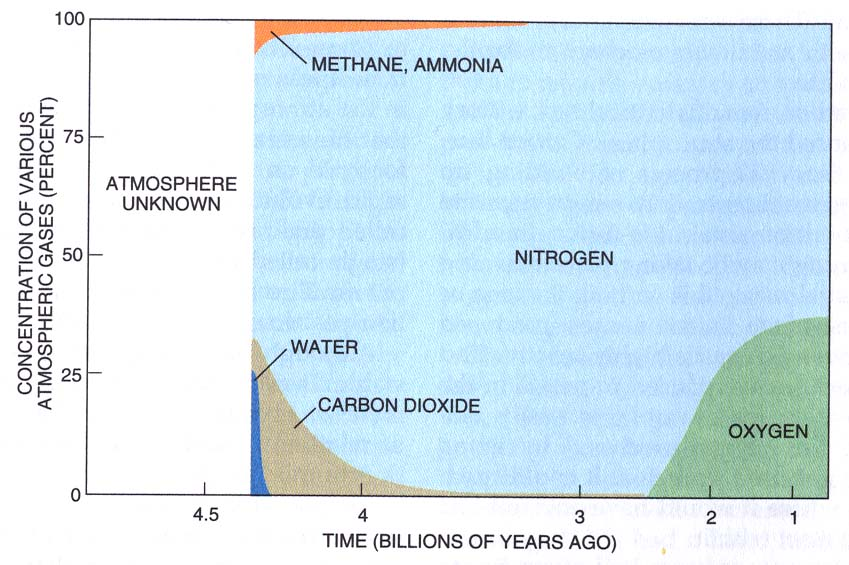 CONCENTRATION OF VARIOUS
ATMOSPHERIC GASES (PERCENT)
100
75
50
25
0
METHANE, AMMONIA
ATMOSPHERE
UNKNOWN
NITROGEN
WATER
CARBON DIOXIDE
OXYGEN
4.5
4
3
2
1
TIME (BILLIONS OF YEARS AGO)